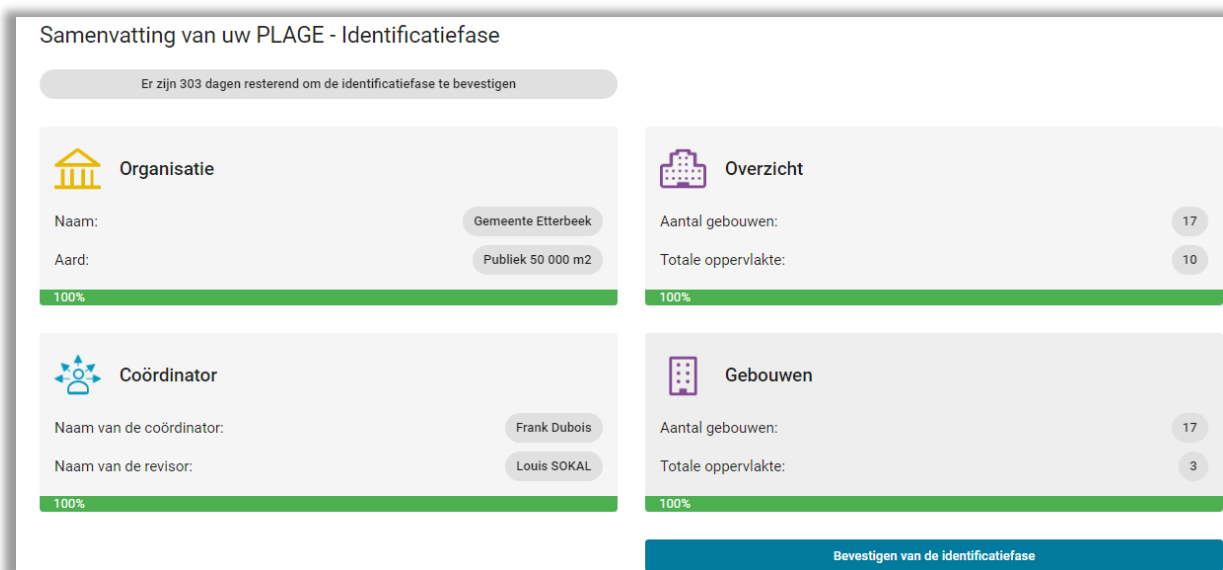 Samenvatting van uw PLAGE - Identificatiefase
Er zijn 303 dagen resterend om de identificatiefase te bevestigen
Organisatie
Naam: Gemeente Etterbeek
Aard: Publiek 50 000 m2
100%
Overzicht
Aantal gebouwen: 17
Totale oppervlakte: 10
100%
Coördinator
Naam van de coördinator: Frank Dubois
Naam van de revisor: Louis SOKAL
100%
Gebouwen
Aantal gebouwen: 17
Totale oppervlakte: 3
100%
Bevestigen van de identificatiefase